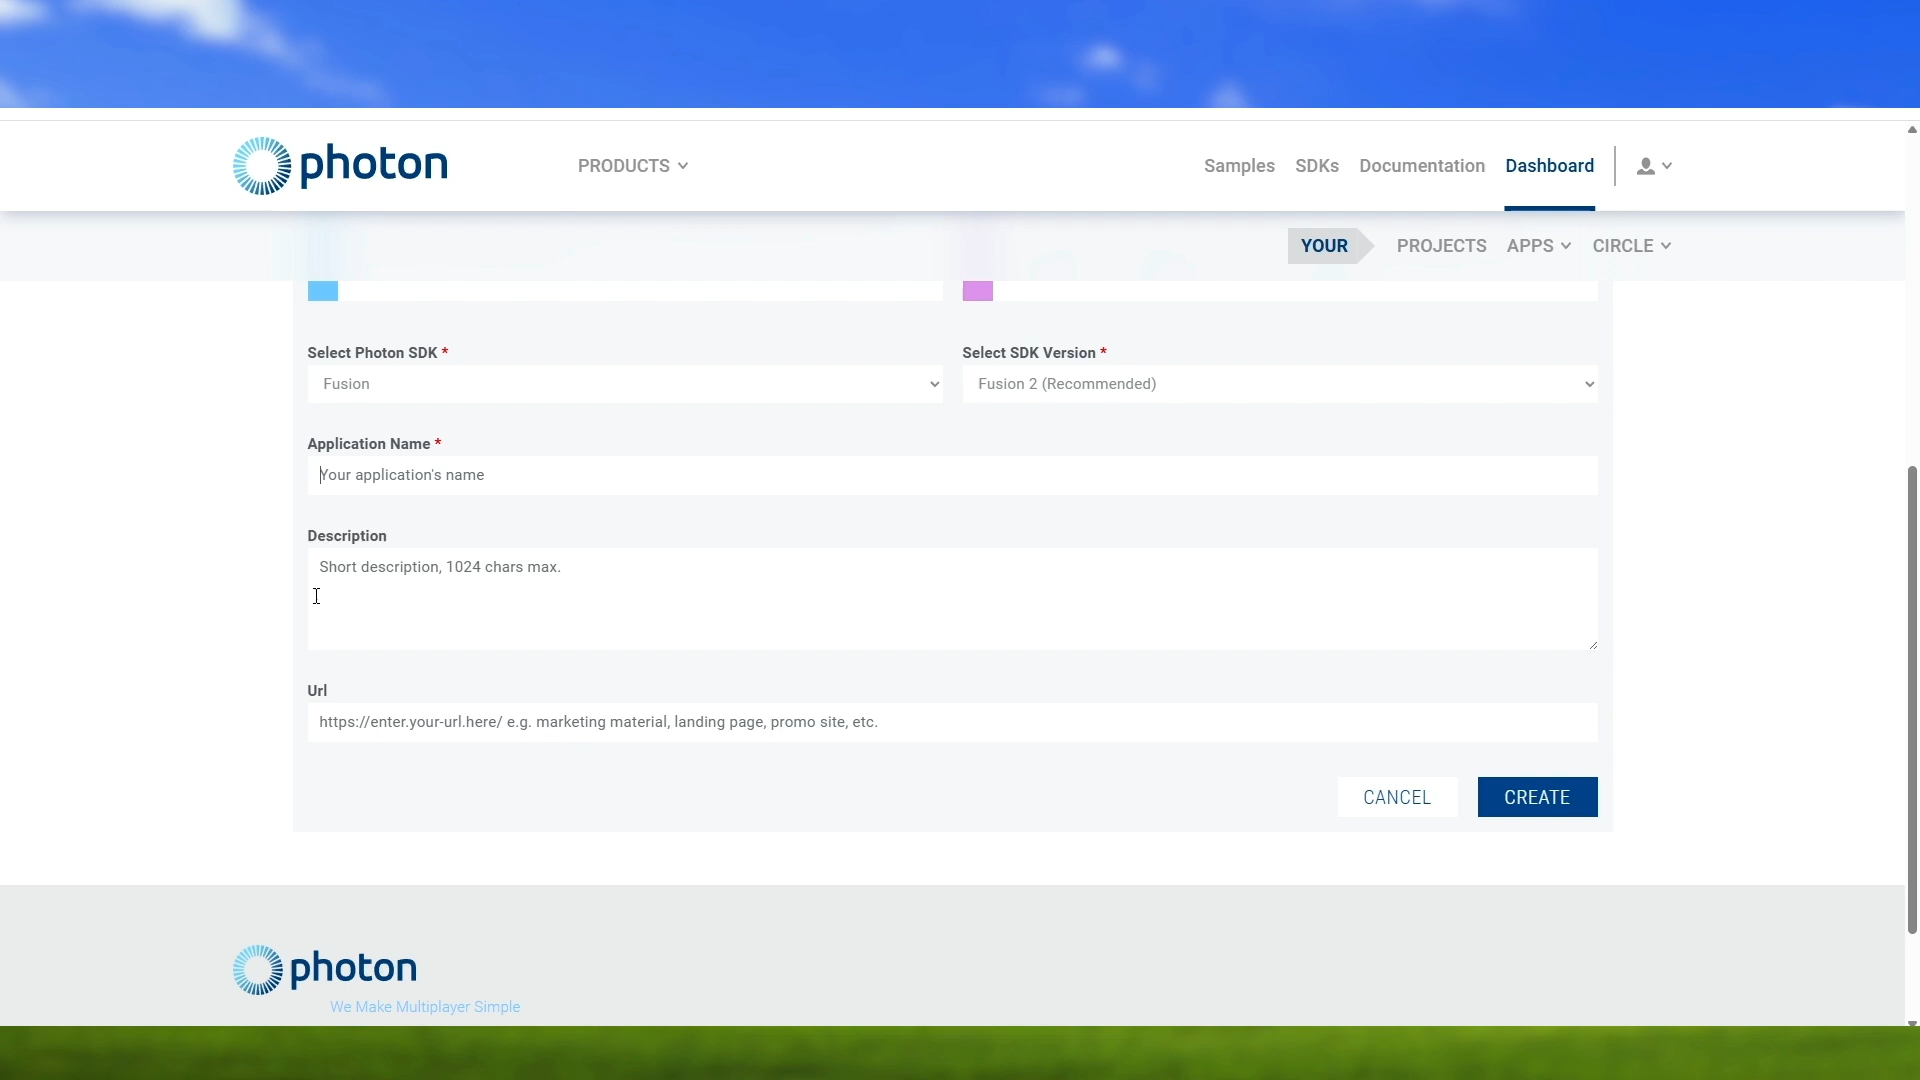 photon
PRODUCTS
Samples SDKs Documentation Dashboard
YOUR PROJECTS APPS CIRCLE
Select Photon SDK * Select SDK Version *
Fusion Fusion 2 (Recommended)
Application Name *
Your application's name
Description
Short description, 1024 chars max.
Url
https://enter.your-url.here/ e.g. marketing material, landing page, promo site, etc.
CANCEL CREATE
photon
We Make Multiplayer Simple